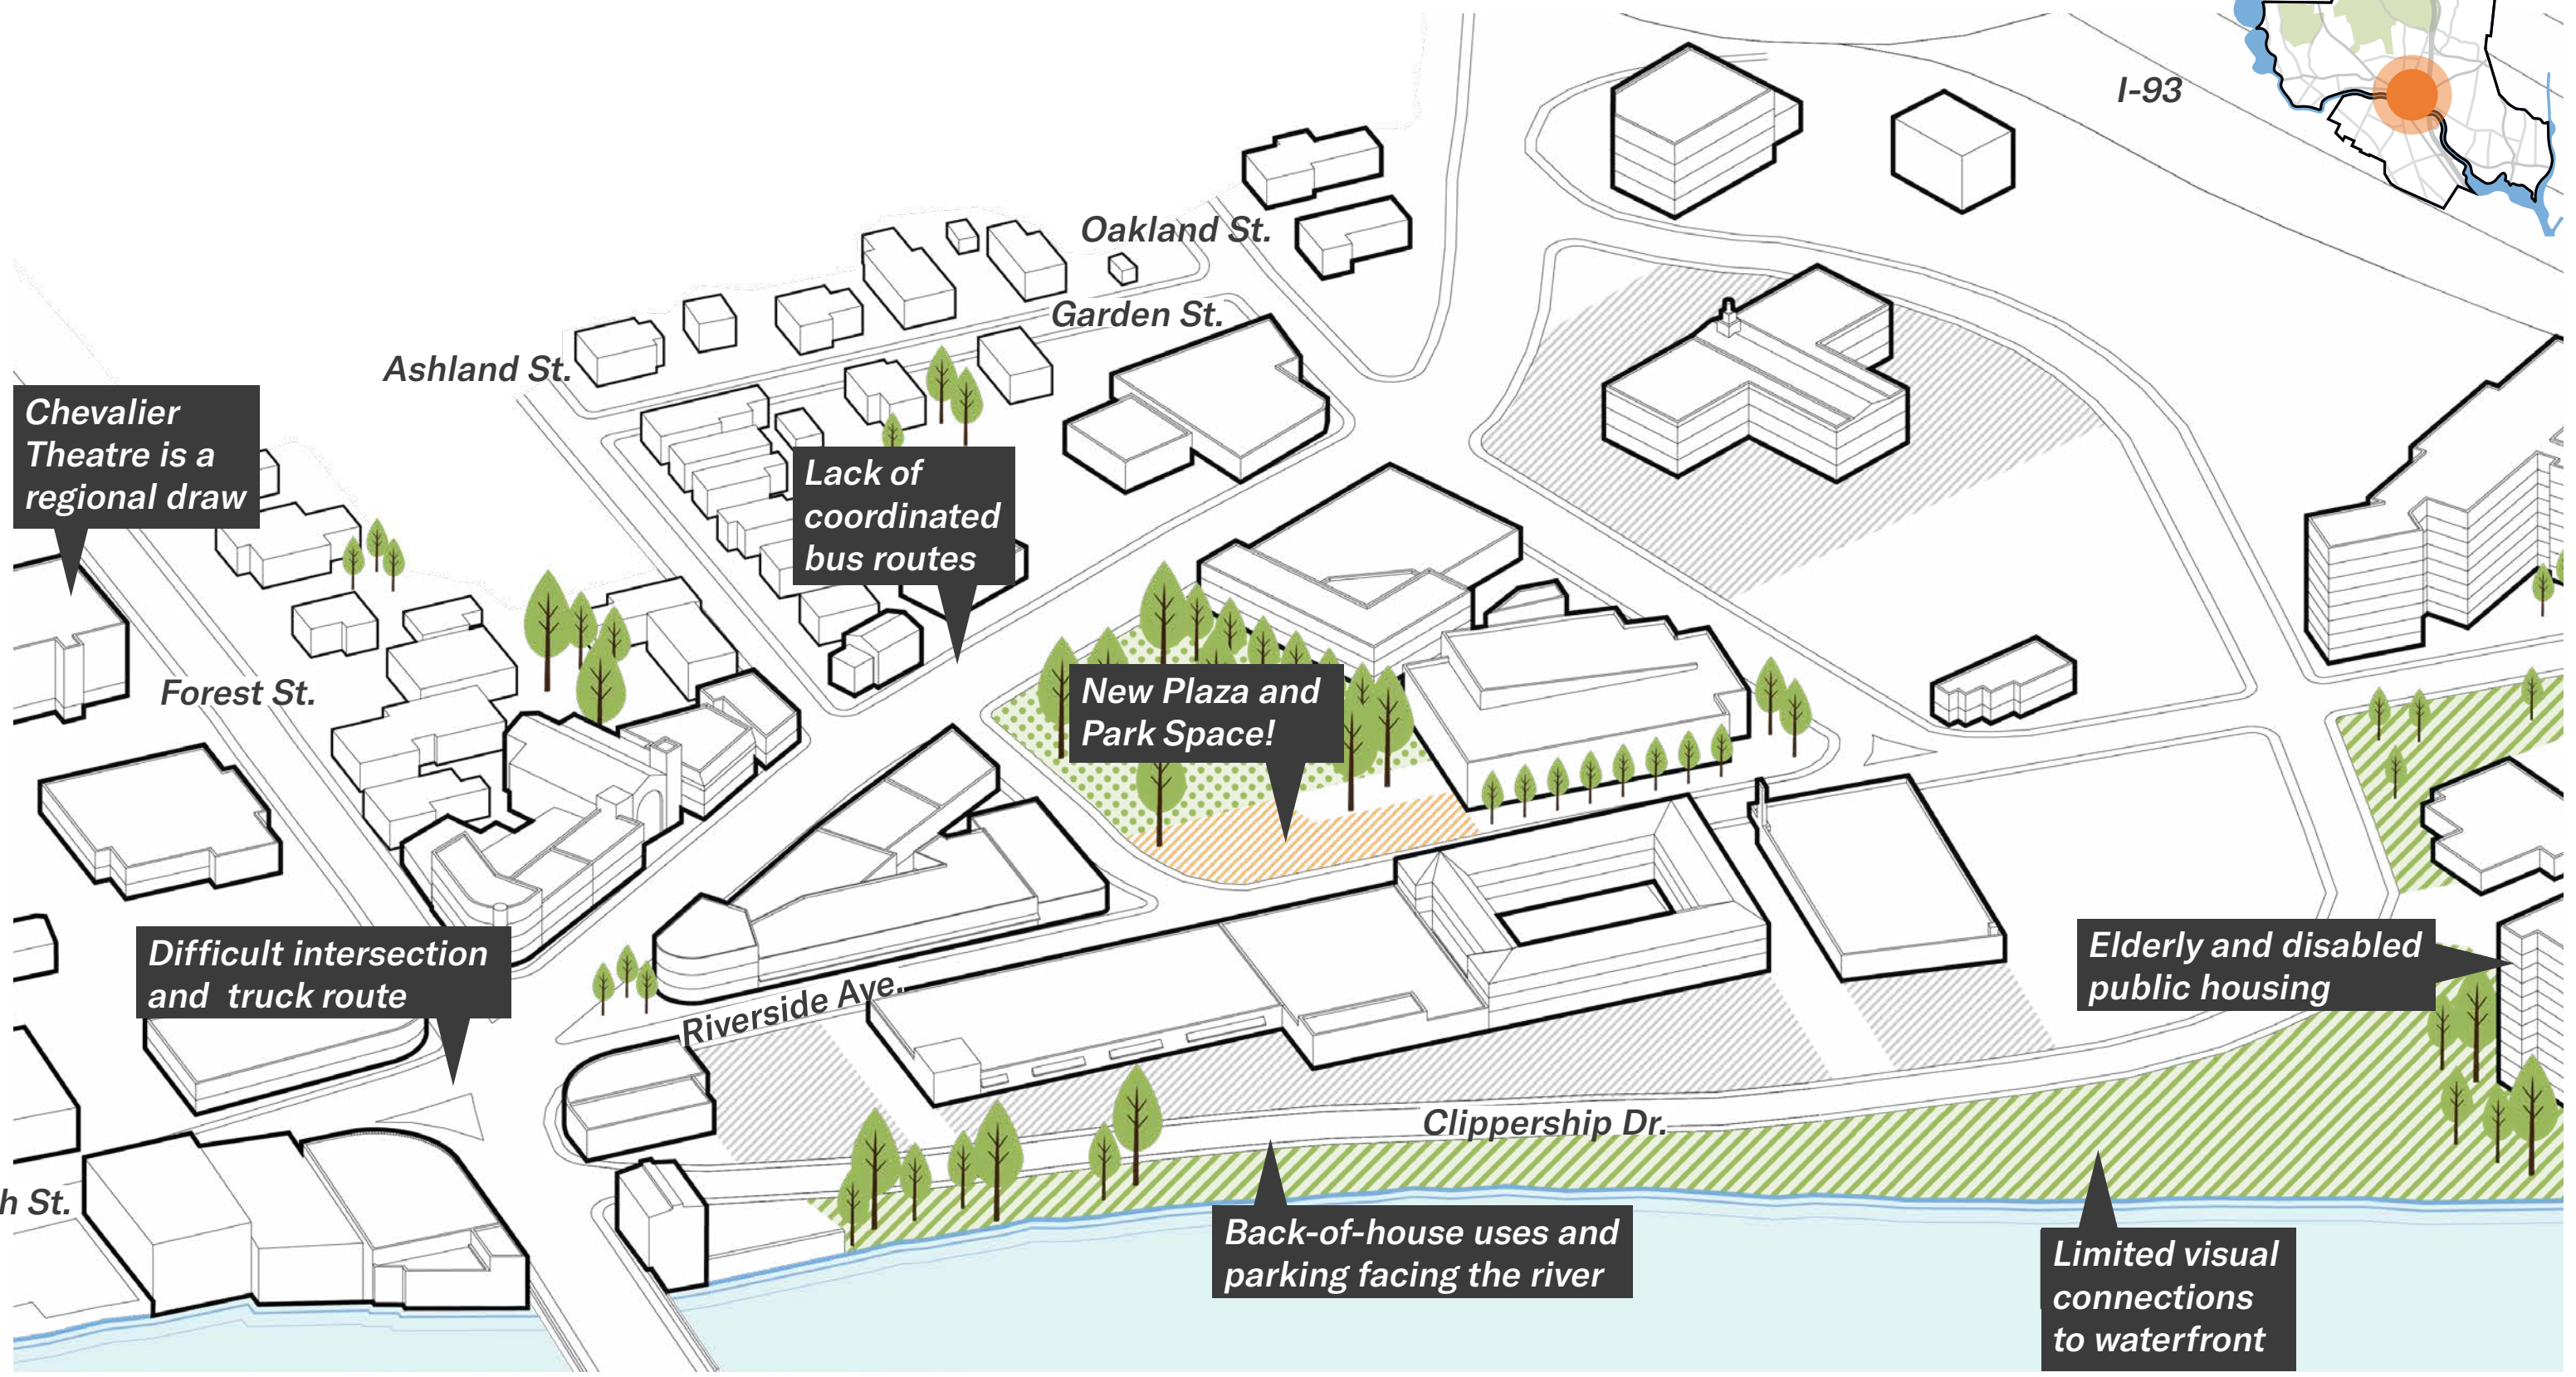 I-93
Oakland St.
Garden St.
Ashland St.
Chevalier
Theatre is a
regional draw
Lack of
coordinated
bus routes
New Plaza and
Park Space!
Forest St.
Difficult intersection
and truck route
Riverside Ave.
Elderly and disabled
public housing
Clippership Dr.
h St.
Back-of-house uses and
parking facing the river
Limited visual
connections
to waterfront